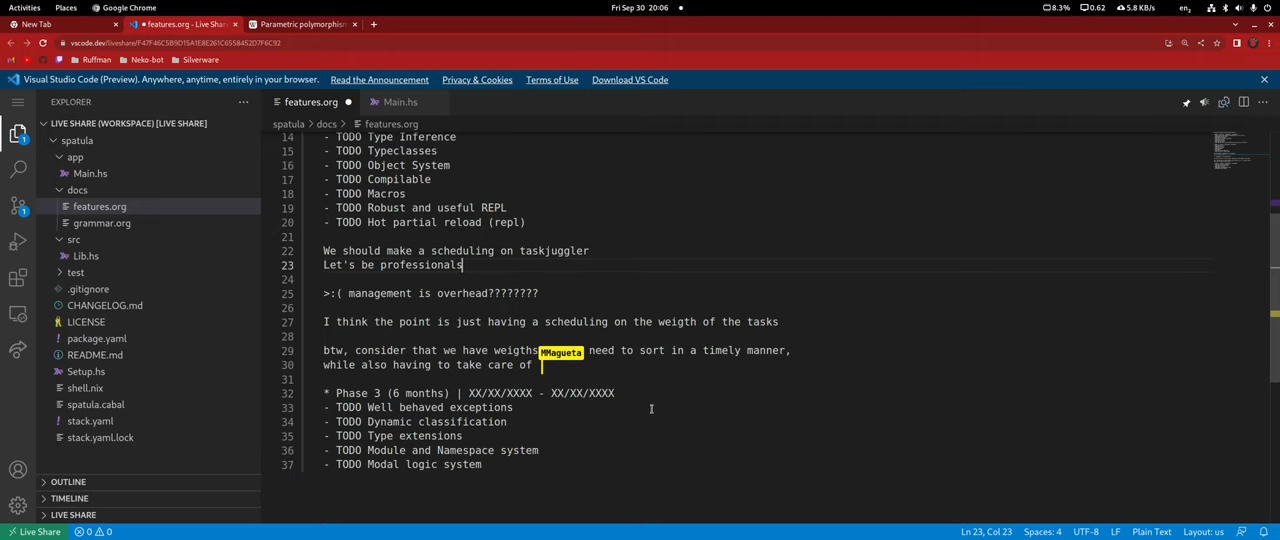 Activities Places Google Chrome Fri Sep 30 20:06 8.3% 0.62 5.8 KB/s en₂
New Tab features.org - Live Share Parametric polymorphism
vscode.dev/liveshare/F47F46C5B9D15A1E8E261C6558452D7F6C92
Ruffman Neko-bot Silverware
Visual Studio Code (Preview). Anywhere, anytime, entirely in your browser. Read the Announcement Privacy & Cookies Terms of Use Download VS Code
EXPLORER
features.org Main.hs
LIVE SHARE (WORKSPACE) [LIVE SHARE]
spatula
app
Main.hs
docs
features.org
grammar.org
src
Lib.hs
test
.gitignore
CHANGELOG.md
LICENSE
package.yaml
README.md
Setup.hs
shell.nix
spatula.cabal
stack.yaml
stack.yaml.lock
OUTLINE
TIMELINE
LIVE SHARE
spatula > docs > features.org
14 - TODO Type Inference
15 - TODO Typeclasses
16 - TODO Object System
17 - TODO Compilable
18 - TODO Macros
19 - TODO Robust and useful REPL
20 - TODO Hot partial reload (repl)
21
22 We should make a scheduling on taskjuggler
23 Let's be professionals
24
25 >:( management is overhead????????
26
27 I think the point is just having a scheduling on the weigth of the tasks
28
29 btw, consider that we have weigths MMagueta need to sort in a timely manner,
30 while also having to take care of
31
32 * Phase 3 (6 months) | XX/XX/XXXX - XX/XX/XXXX
33 - TODO Well behaved exceptions
34 - TODO Dynamic classification
35 - TODO Type extensions
36 - TODO Module and Namespace system
37 - TODO Modal logic system
Live Share 0 0 Ln 23, Col 23 Spaces: 4 UTF-8 LF Plain Text Layout: us